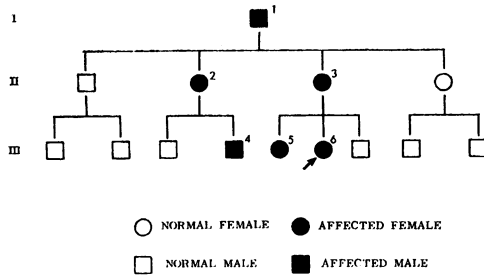 I 1
II 2 3
III 4 5 6
NORMAL FEMALE AFFECTED FEMALE
NORMAL MALE AFFECTED MALE